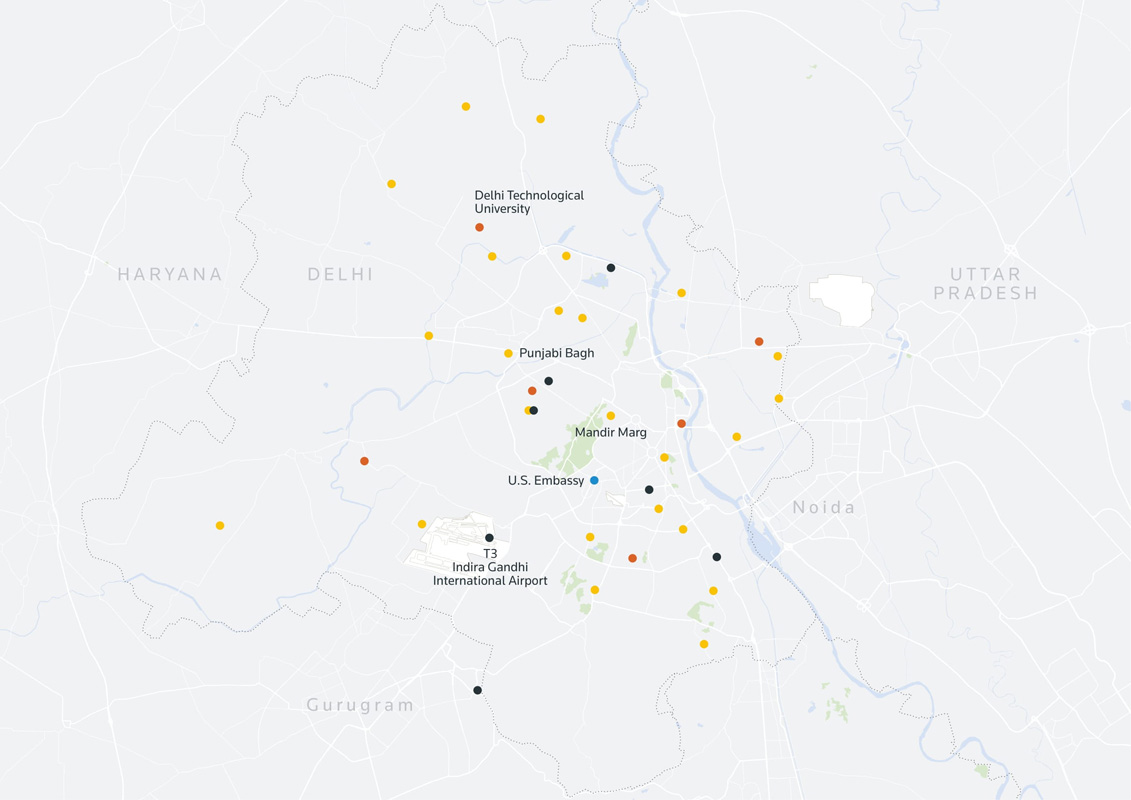 Delhi Technological
University
HARYANA
DELHI
UTTAR
PRADESH
Punjabi Bagh
Mandir Marg
U.S. Embassy
Noida
T3
Indira Gandhi
International Airport
Gurugram